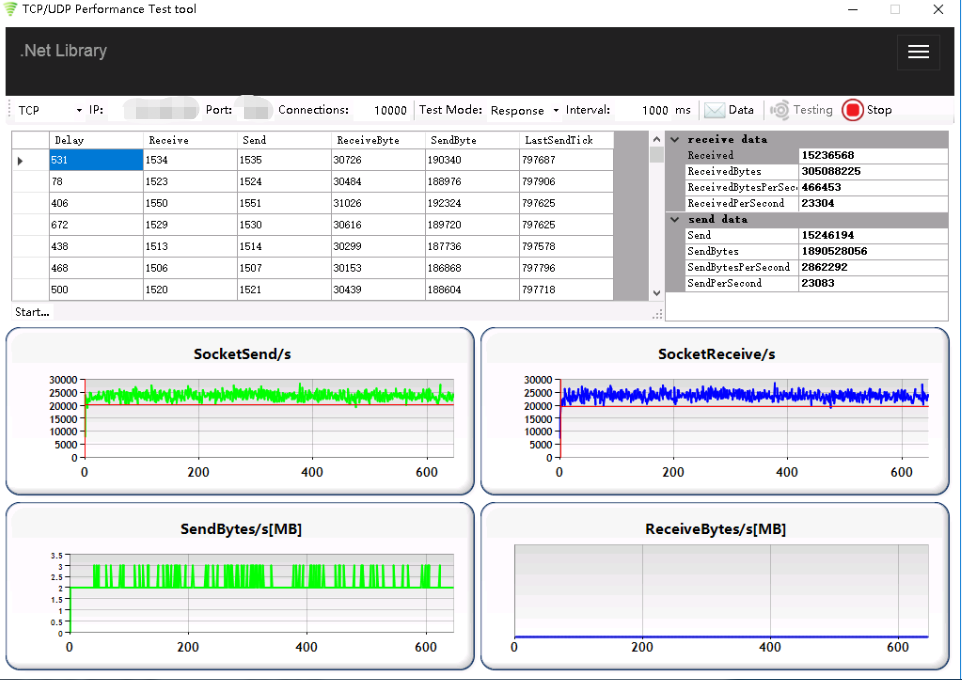 TCP/UDP Performance Test tool
.Net Library
TCP IP: Port: Connections: 10000 Test Mode: Response Interval: 1000 ms Data Testing Stop
Delay Receive Send ReceiveByte SendByte LastSendTick
531 1534 1535 30726 190340 797687
78 1523 1524 30484 188976 797906
406 1550 1551 31026 192324 797625
672 1529 1530 30616 189720 797625
438 1513 1514 30299 187736 797578
468 1506 1507 30153 186868 797796
500 1520 1521 30439 188604 797718
Start...
receive data
Received 15236568
ReceivedBytes 305088225
ReceivedBytesPerSec 466453
ReceivedPerSecond 23304
send data
Send 15246194
SendBytes 1890528056
SendBytesPerSecond 2862292
SendPerSecond 23083
SocketSend/s
30000
25000
20000
15000
10000
5000
0
0 200 400 600
SocketReceive/s
30000
25000
20000
15000
10000
5000
0
0 200 400 600
SendBytes/s[MB]
3.5
3
2.5
2
1.5
1
0.5
0
0 200 400 600
ReceiveBytes/s[MB]
0 200 400 600